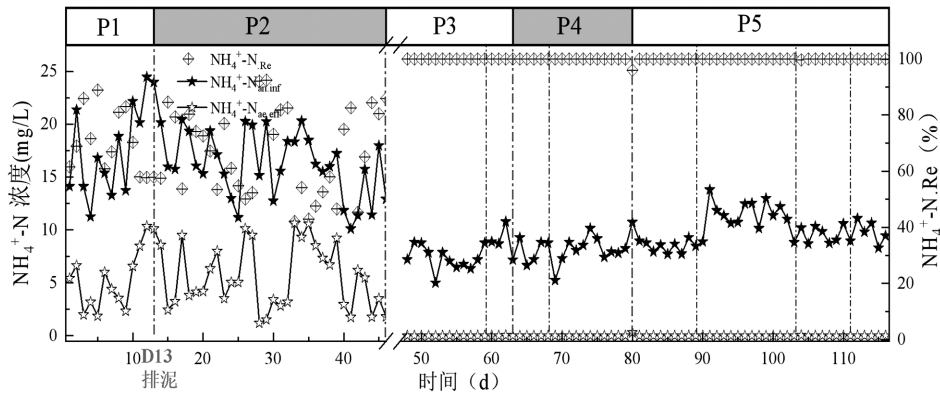 P1 P2 P3 P4 P5
NH₄⁺-N.Re
NH₄⁺-Nan.inf
NH₄⁺-Nae.eff
NH₄⁺-N 浓度(mg/L)
25
20
15
10
5
0
NH₄⁺-N.Re (%)
100
80
60
40
20
0
10 D13 20 30 40 50 60 70 80 90 100 110
排泥
时间（d）